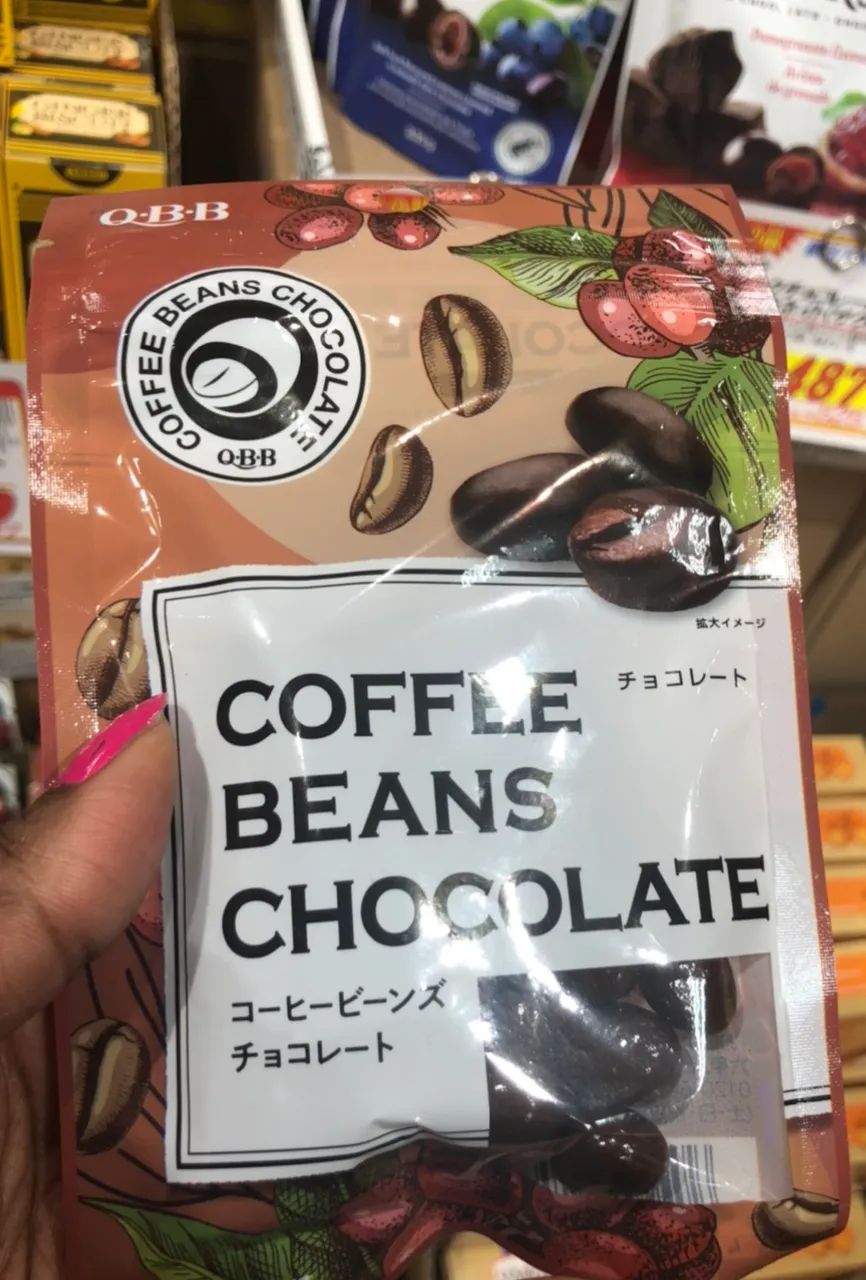 Q·B·B
COFFEE BEANS CHOCOLATE
Q·B·B
拡大イメージ
チョコレート
COFFEE
BEANS
CHOCOLATE
コーヒービーンズ
チョコレート
487